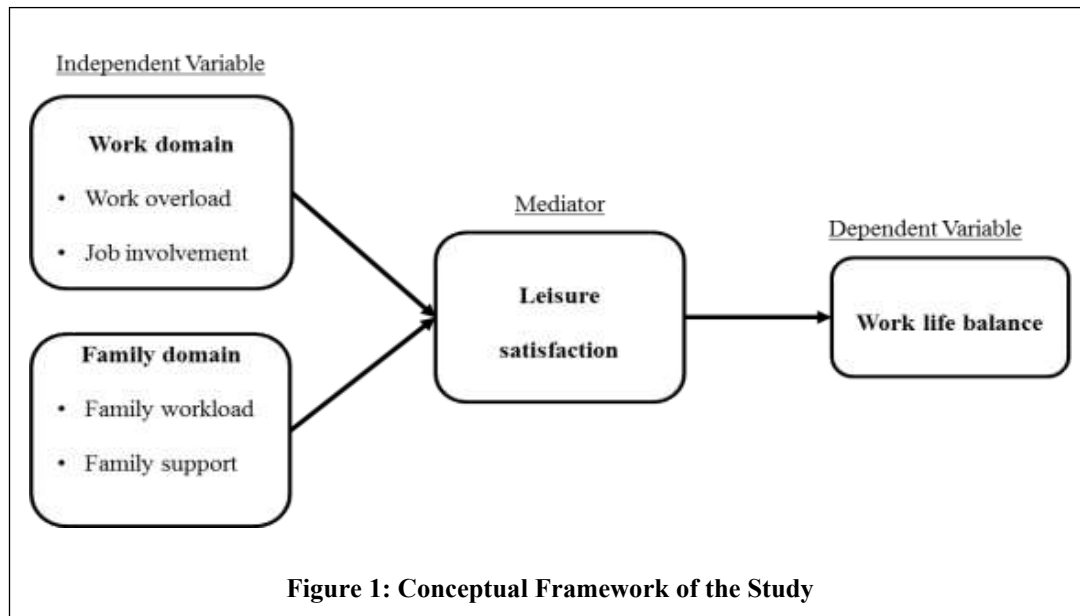 Independent Variable
Work domain
• Work overload
• Job involvement
Family domain
• Family workload
• Family support
Mediator
Leisure
satisfaction
Dependent Variable
Work life balance
Figure 1: Conceptual Framework of the Study